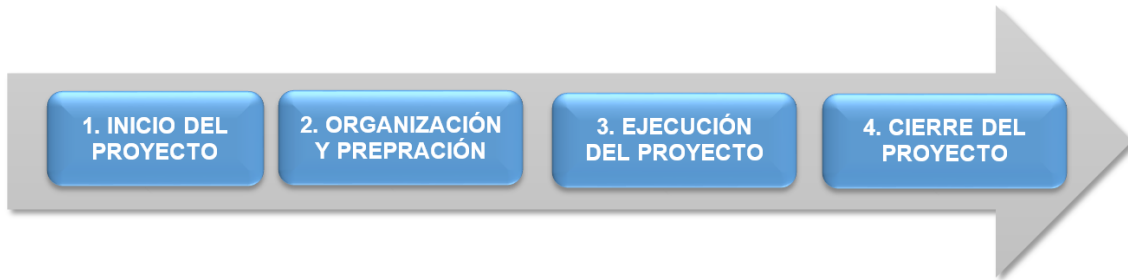 1. INICIO DEL
PROYECTO
2. ORGANIZACIÓN
Y PREPRACIÓN
3. EJECUCIÓN
DEL PROYECTO
4. CIERRE DEL
PROYECTO